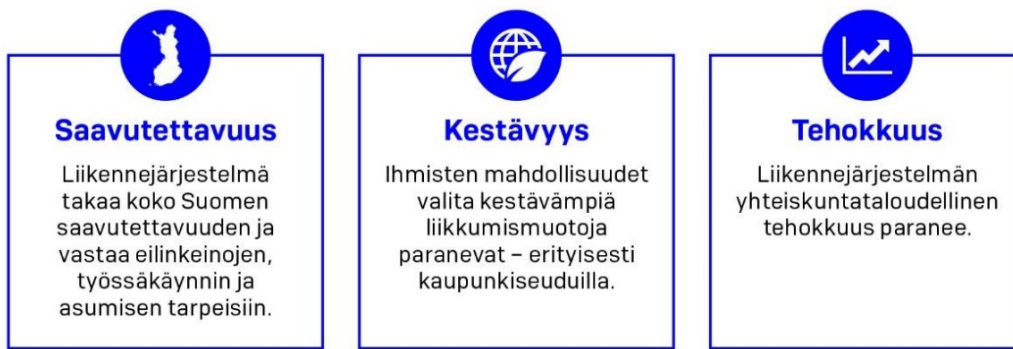 Saavutettavuus
Liikennejärjestelmä
takaa koko Suomen
saavutettavuuden ja
vastaa eilinkeinojen,
työssäkäynnin ja
asumisen tarpeisiin.
Kestävyys
Ihmisten mahdollisuudet
valita kestävämpiä
liikkumismuotoja
paranevat – erityisesti
kaupunkiseuduilla.
Tehokkuus
Liikennejärjestelmän
yhteiskuntataloudellinen
tehokkuus paranee.